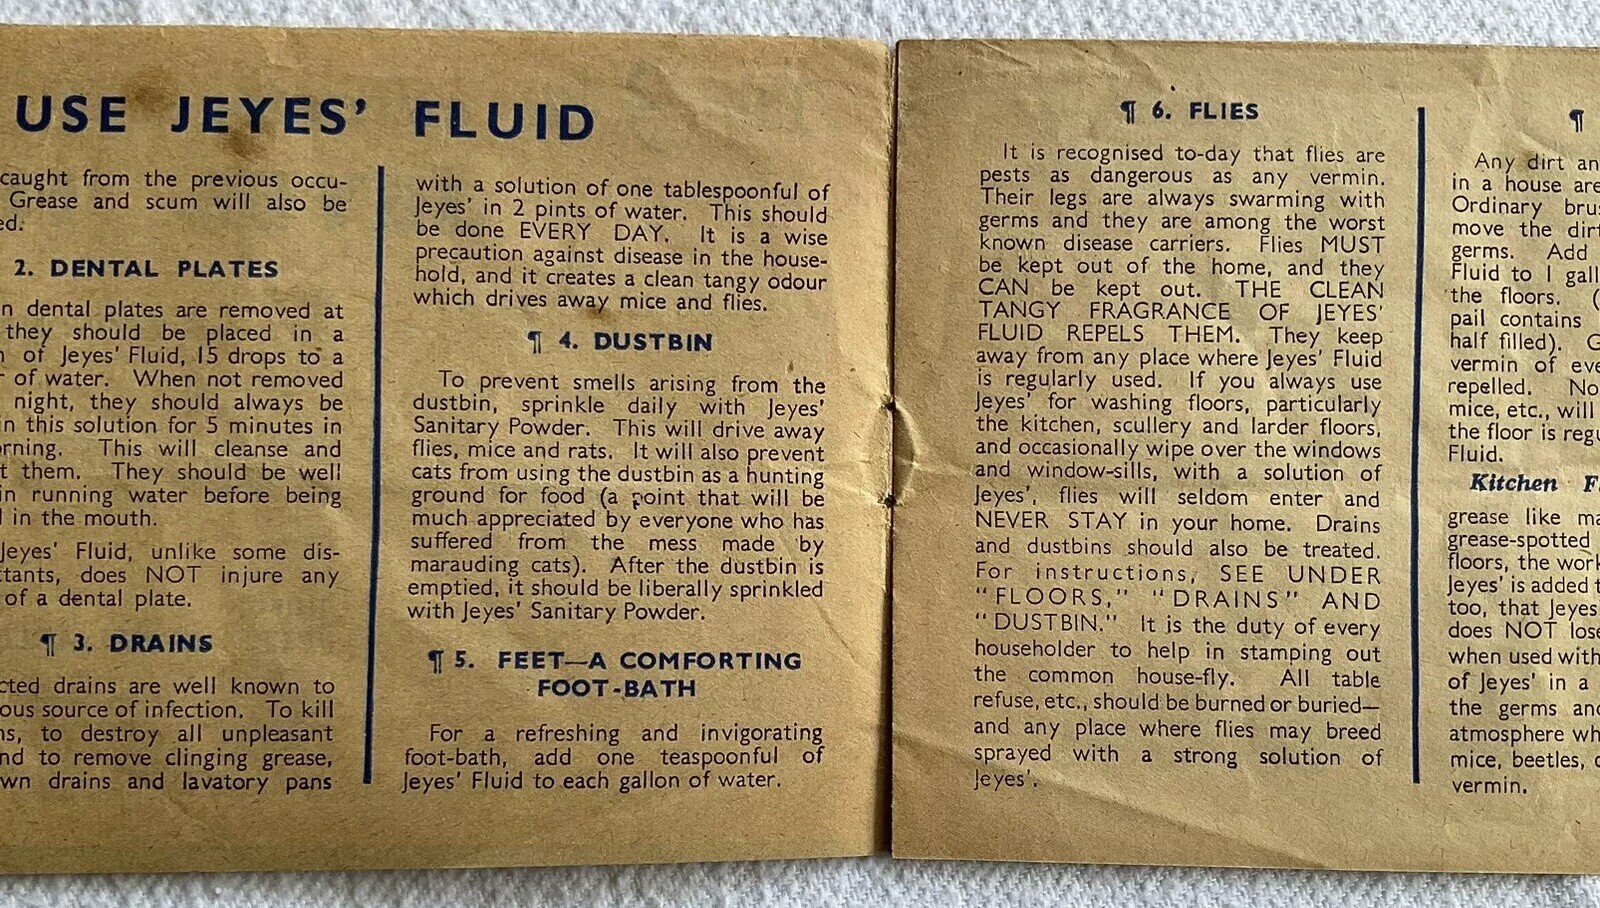 USE JEYES' FLUID
caught from the previous occu-
Grease and scum will also be
2. DENTAL PLATES
dental plates are removed at
they should be placed in a
of Jeyes' Fluid, 15 drops to a
of water. When not removed
night, they should always be
in this solution for 5 minutes in
This will cleanse and
them. They should be well
in running water before being
in the mouth.
Jeyes' Fluid, unlike some dis-
does NOT injure any
of a dental plate.
¶ 3. DRAINS
drains are well known to
source of infection. To kill
to destroy all unpleasant
to remove clinging grease,
drains and lavatory pans
with a solution of one tablespoonful of
Jeyes' in 2 pints of water. This should
be done EVERY DAY. It is a wise
precaution against disease in the house-
hold, and it creates a clean tangy odour
which drives away mice and flies.
¶ 4. DUSTBIN
To prevent smells arising from the
dustbin, sprinkle daily with Jeyes'
Sanitary Powder. This will drive away
flies, mice and rats. It will also prevent
cats from using the dustbin as a hunting
ground for food (a point that will be
much appreciated by everyone who has
suffered from the mess made by
marauding cats). After the dustbin is
emptied, it should be liberally sprinkled
with Jeyes' Sanitary Powder.
¶ 5. FEET—A COMFORTING
FOOT-BATH
For a refreshing and invigorating
foot-bath, add one teaspoonful of
Jeyes' Fluid to each gallon of water.
¶ 6. FLIES
It is recognised to-day that flies are
pests as dangerous as any vermin.
Their legs are always swarming with
germs and they are among the worst
known disease carriers. Flies MUST
be kept out of the home, and they
CAN be kept out. THE CLEAN
TANGY FRAGRANCE OF JEYES'
FLUID REPELS THEM. They keep
away from any place where Jeyes' Fluid
is regularly used. If you always use
Jeyes' for washing floors, particularly
the kitchen, scullery and larder floors,
and occasionally wipe over the windows
and window-sills, with a solution of
Jeyes', flies will seldom enter and
NEVER STAY in your home. Drains
and dustbins should also be treated.
For instructions, SEE UNDER
"FLOORS," "DRAINS" AND
"DUSTBIN." It is the duty of every
householder to help in stamping out
the common house-fly. All table
refuse, etc., should be burned or buried—
and any place where flies may breed
sprayed with a strong solution of
Jeyes'.
¶
Any dirt
in a house are
Ordinary
move the
germs. Add
Fluid to 1
the floors. (
pail contains
half filled).
vermin of
repelled.
mice, etc., will
the floor is
Fluid.
Kitchen
grease like
grease-spotted
floors, the
Jeyes' is added
too, that Jeyes
does NOT
when used with
of Jeyes' in a
the germs
atmosphere
mice, beetles,
vermin.